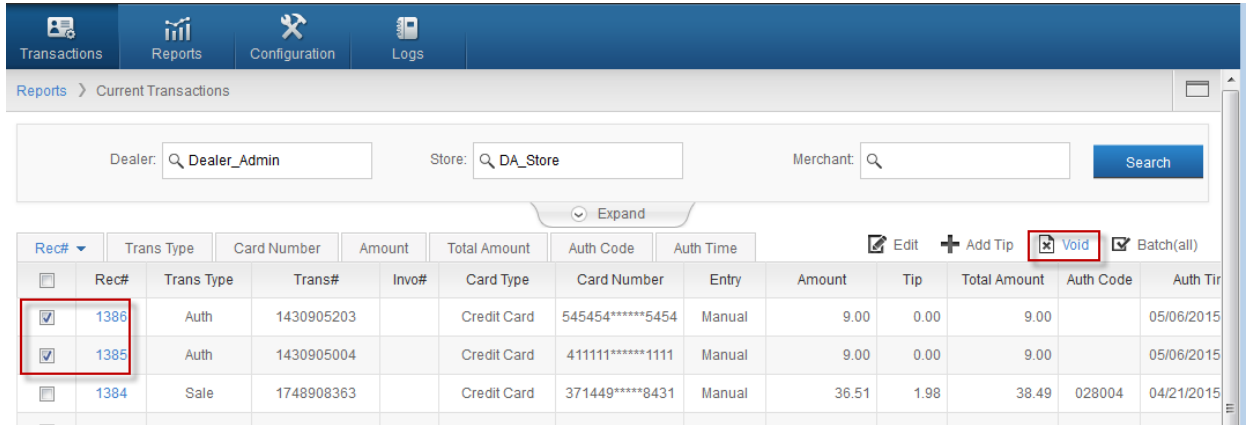 Transactions Reports Configuration Logs
Reports > Current Transactions
Dealer: Dealer_Admin Store: DA_Store Merchant: Search
Expand
Rec# Trans Type Card Number Amount Total Amount Auth Code Auth Time Edit Add Tip Void Batch(all)
Rec# Trans Type Trans# Invo# Card Type Card Number Entry Amount Tip Total Amount Auth Code Auth Tir
1386 Auth 1430905203 Credit Card 545454******5454 Manual 9.00 0.00 9.00 05/06/2015
1385 Auth 1430905004 Credit Card 411111******1111 Manual 9.00 0.00 9.00 05/06/2015
1384 Sale 1748908363 Credit Card 371449*****8431 Manual 36.51 1.98 38.49 028004 04/21/2015